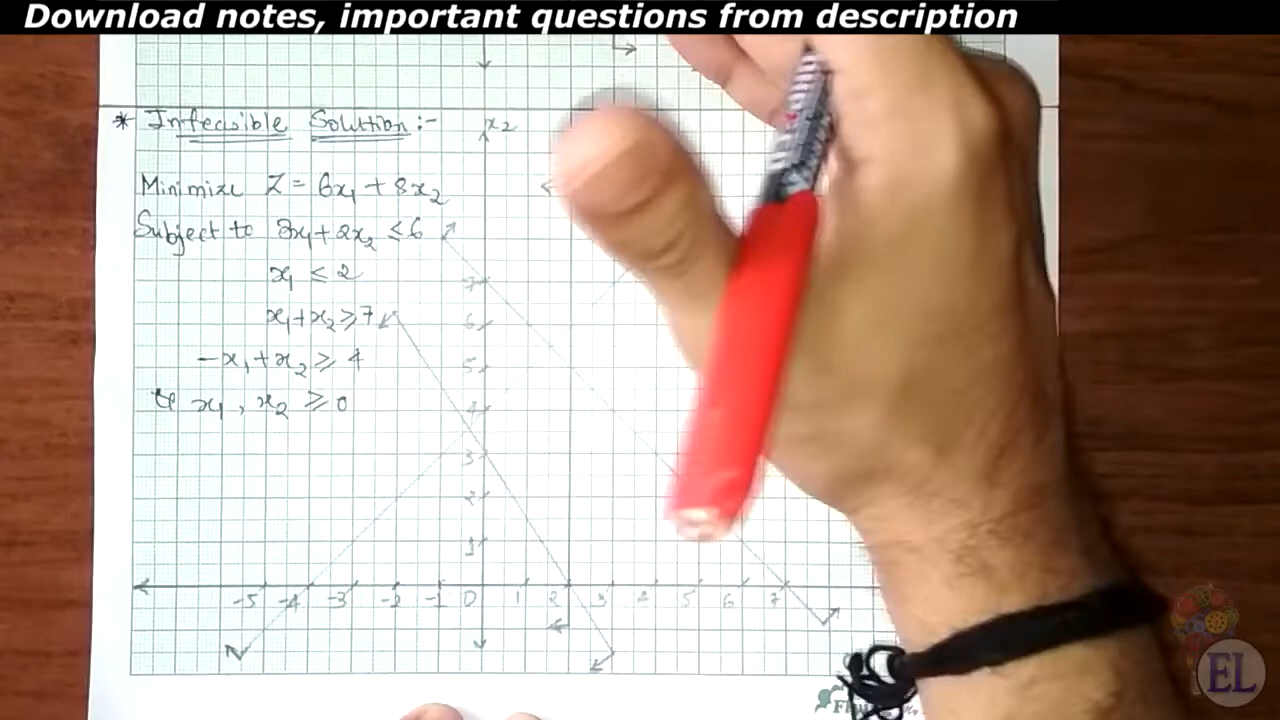 Download notes, important questions from description
* Infeasible Solution :-
x2
Minimize Z = 6x1 + 8x2
Subject to 3x1 + 2x2 ≤ 6
x1 ≤ 2
7
x1 + x2 ≥ 7
6
-x1 + x2 ≥ 4
5
x1, x2 ≥ 0
4
3
2
1
-5 -4 -3 -2 -1 0 1 2 3 4 5 6 7
EL